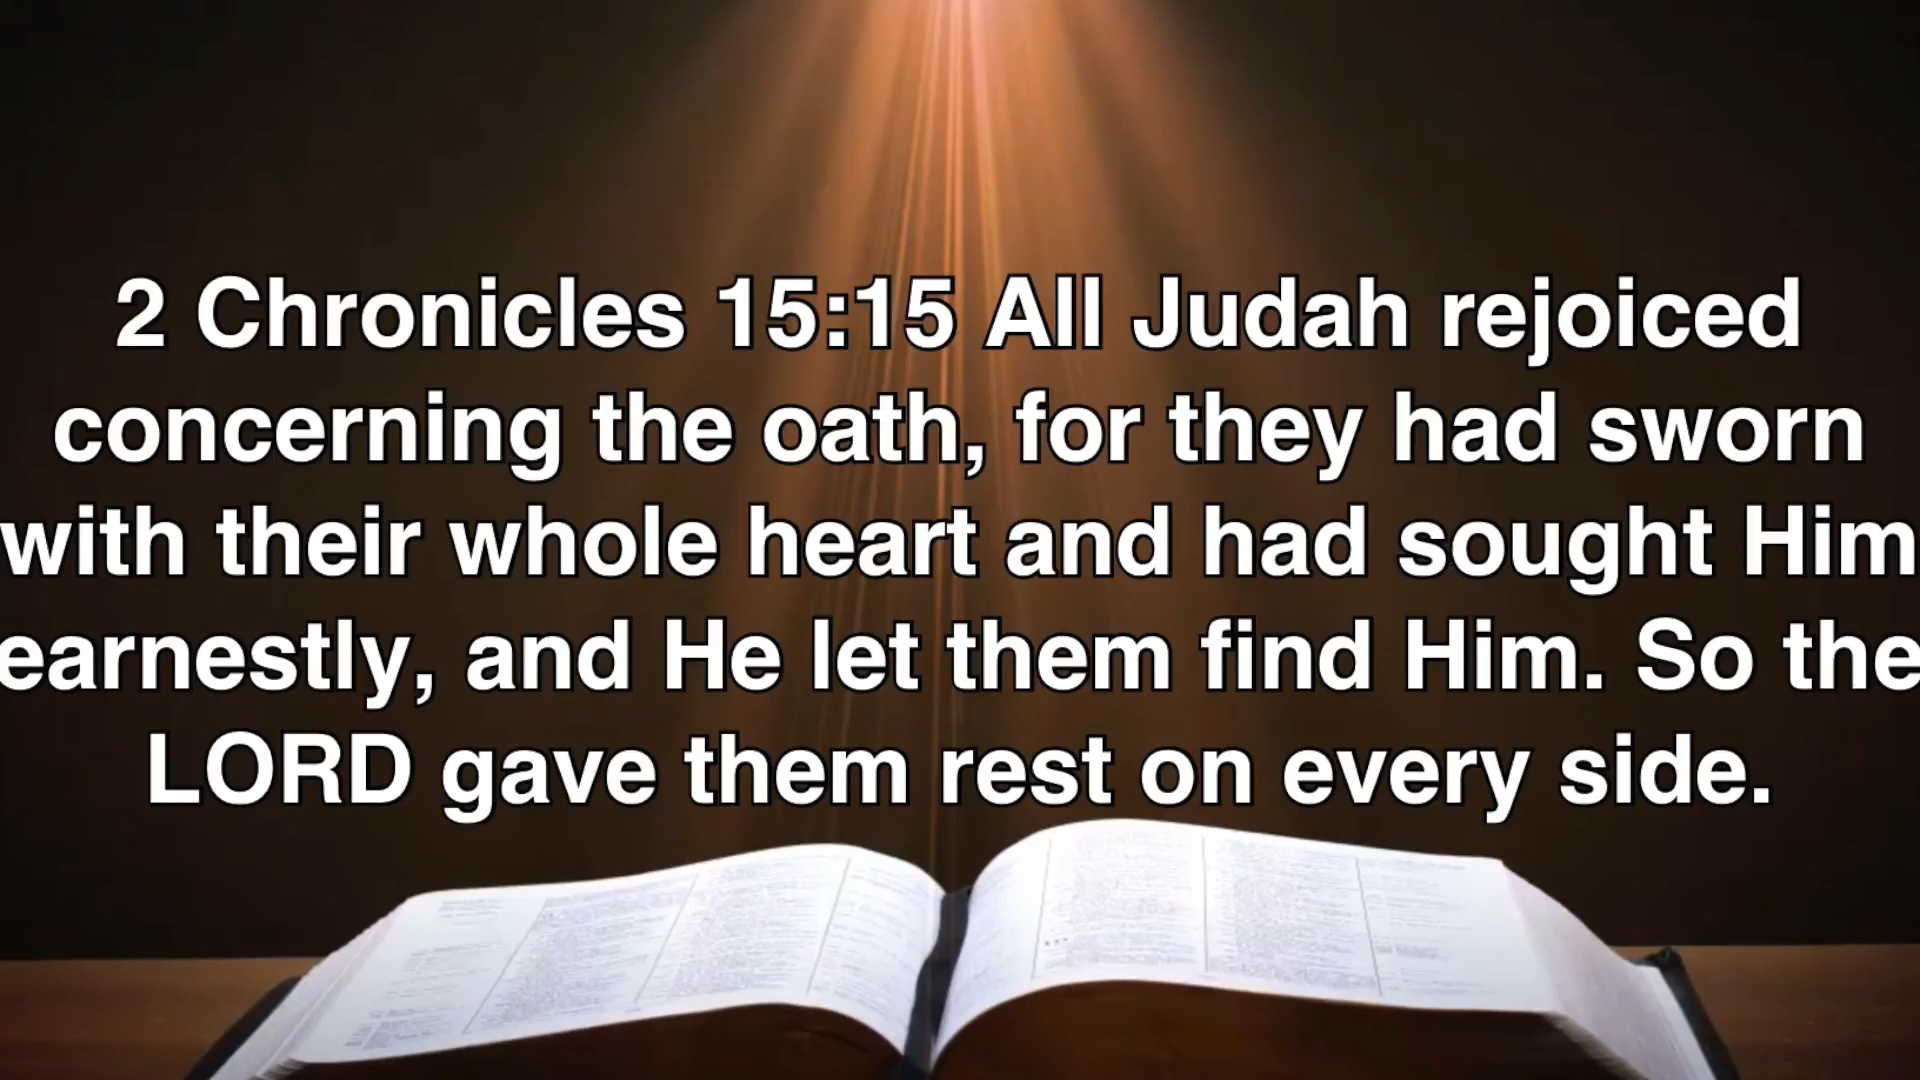 2 Chronicles 15:15 All Judah rejoiced
concerning the oath, for they had sworn
with their whole heart and had sought Him
earnestly, and He let them find Him. So the
LORD gave them rest on every side.